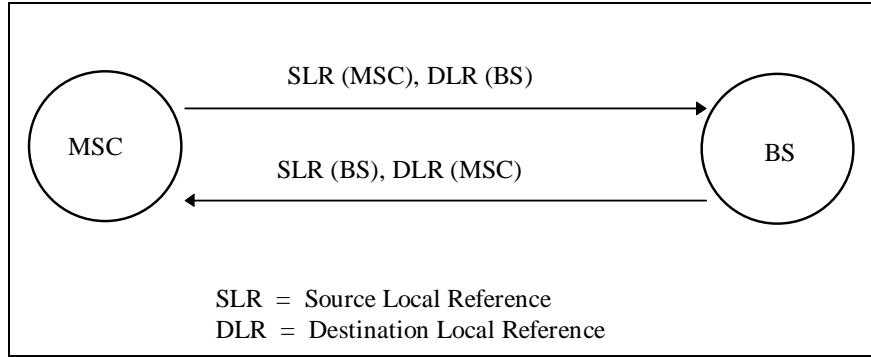 SLR (MSC), DLR (BS)
MSC
BS
SLR (BS), DLR (MSC)
SLR = Source Local Reference
DLR = Destination Local Reference